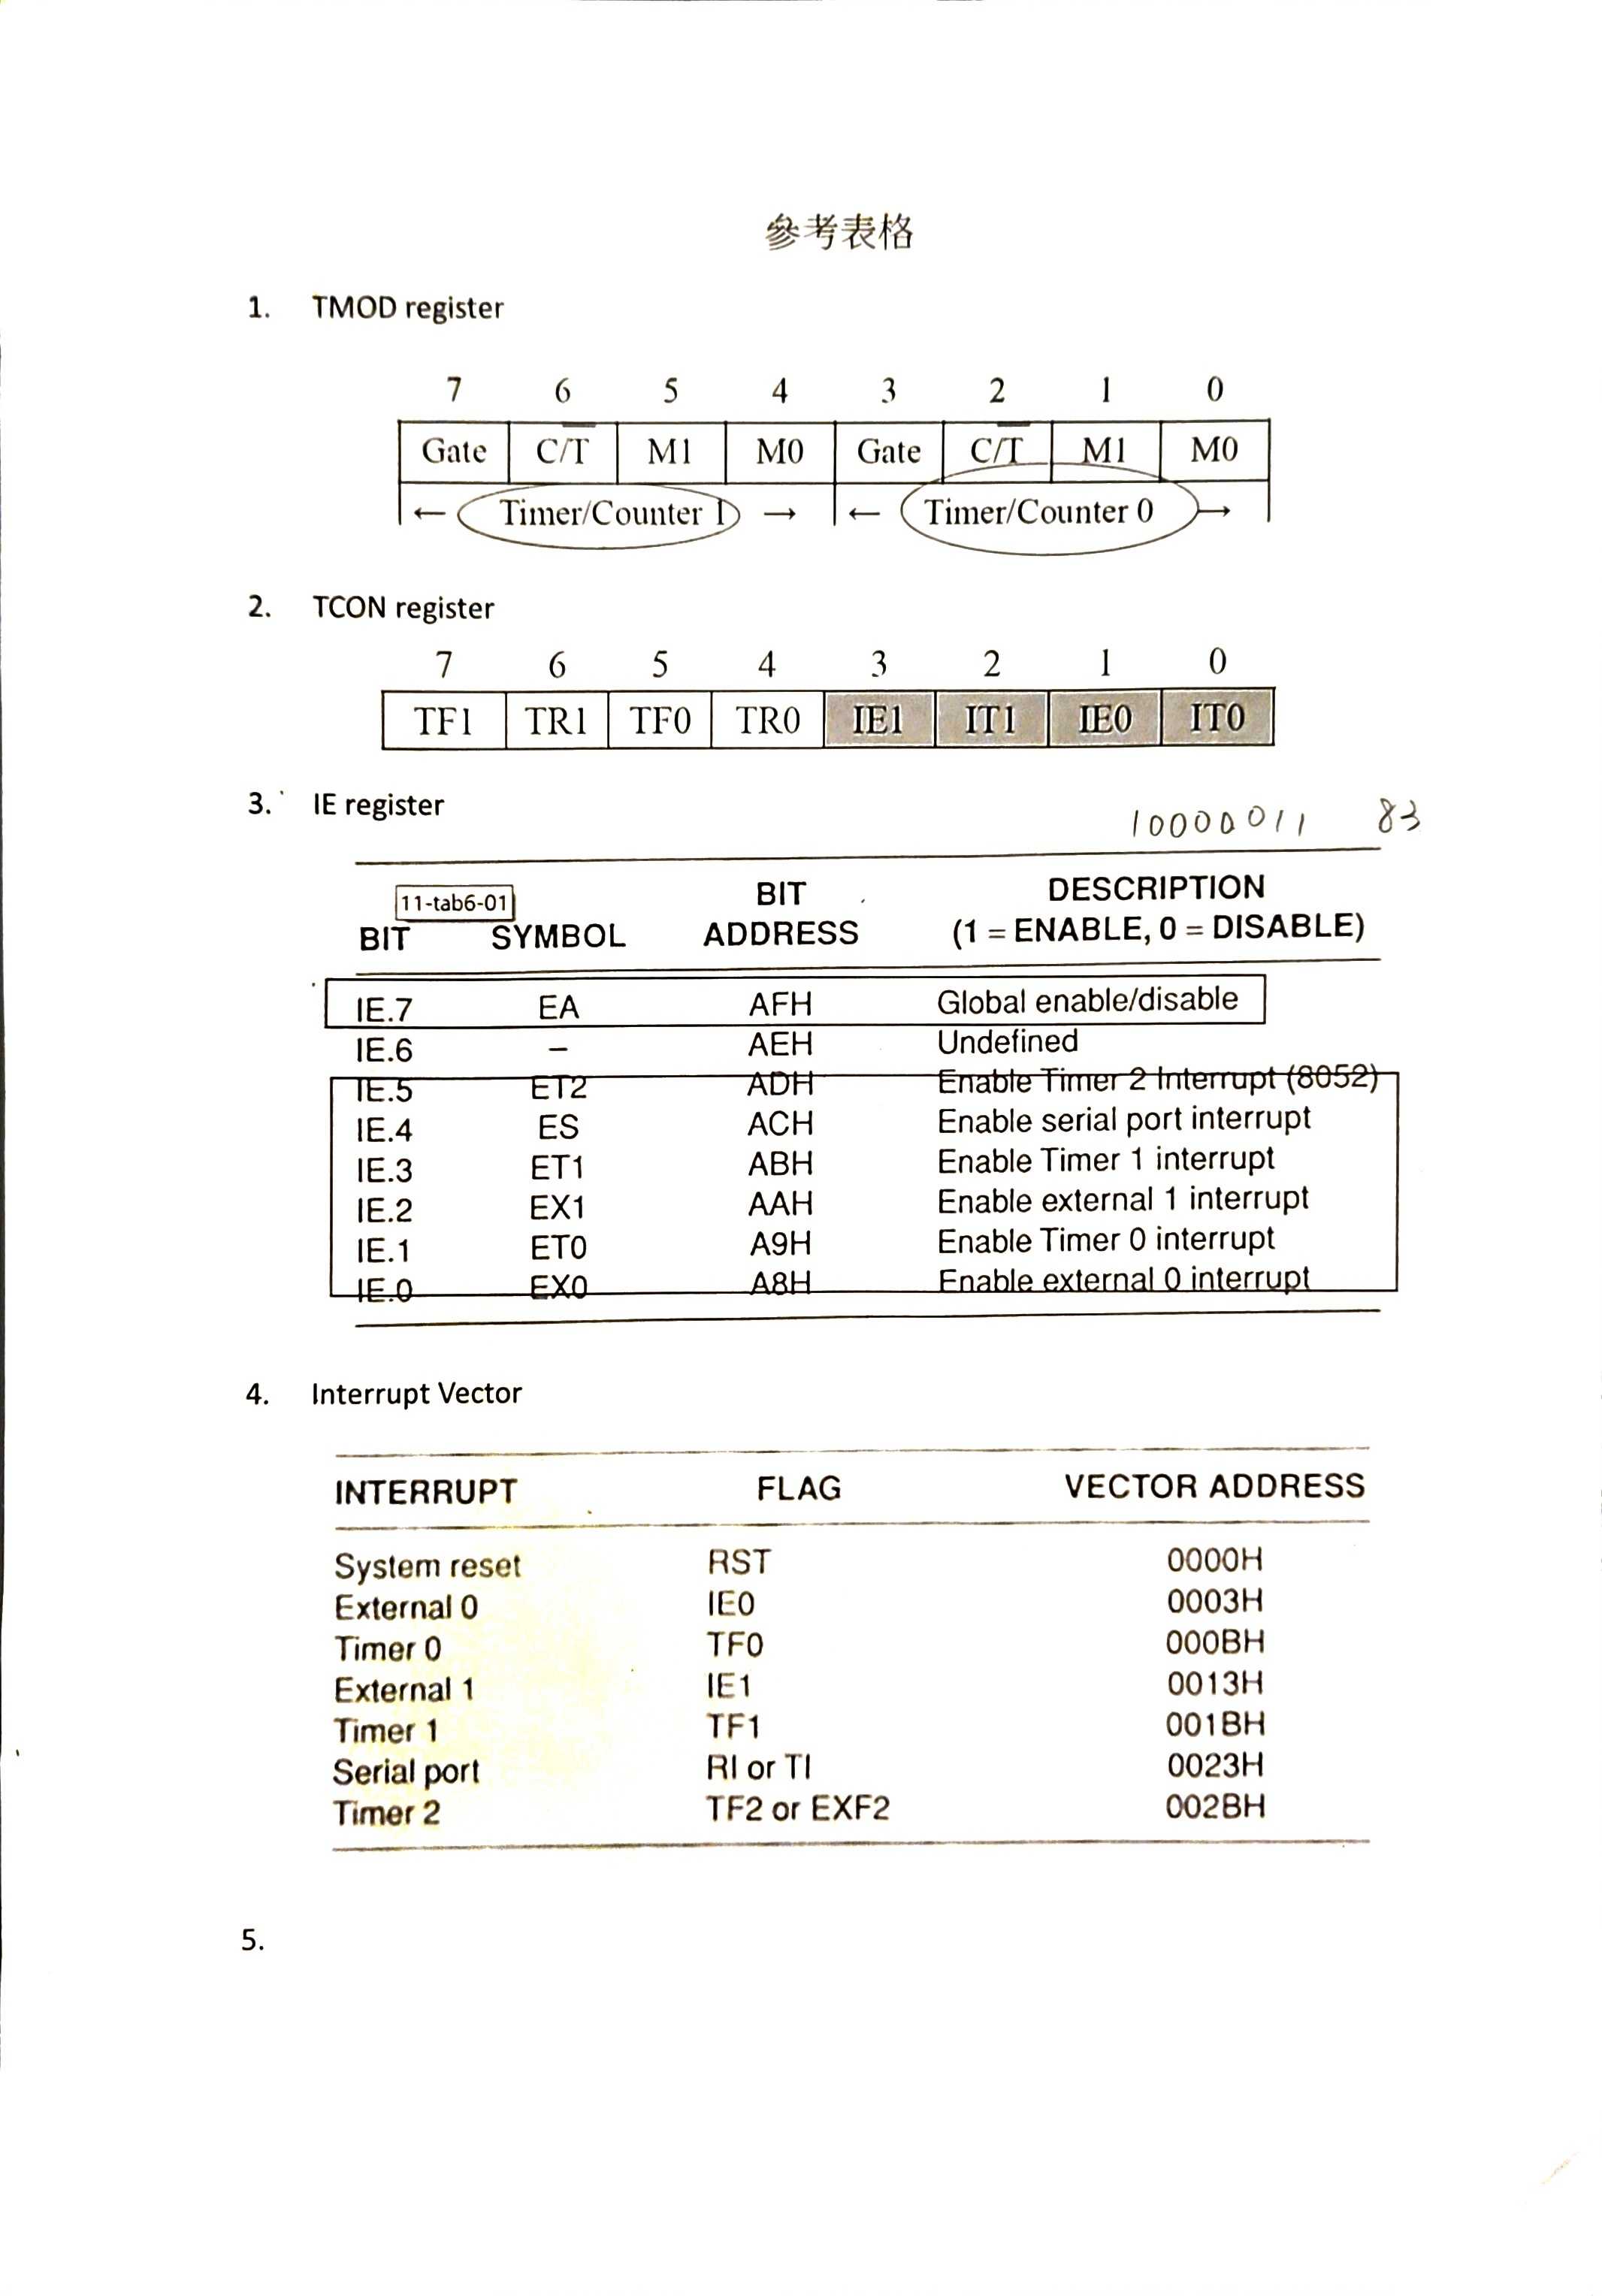 參考表格
1. TMOD register
7 6 5 4 3 2 1 0
Gate C/T̅ M1 M0 Gate C/T̅ M1 M0
← Timer/Counter 1 → ← Timer/Counter 0 →
2. TCON register
7 6 5 4 3 2 1 0
TF1 TR1 TF0 TR0 IE1 IT1 IE0 IT0
3. IE register
10000011 83
11-tab6-01
BIT SYMBOL BIT ADDRESS DESCRIPTION (1 = ENABLE, 0 = DISABLE)
IE.7 EA AFH Global enable/disable
IE.6 – AEH Undefined
IE.5 ET2 ADH Enable Timer 2 Interrupt (8052)
IE.4 ES ACH Enable serial port interrupt
IE.3 ET1 ABH Enable Timer 1 interrupt
IE.2 EX1 AAH Enable external 1 interrupt
IE.1 ET0 A9H Enable Timer 0 interrupt
IE.0 EX0 A8H Enable external 0 interrupt
4. Interrupt Vector
INTERRUPT FLAG VECTOR ADDRESS
System reset RST 0000H
External 0 IE0 0003H
Timer 0 TF0 000BH
External 1 IE1 0013H
Timer 1 TF1 001BH
Serial port RI or TI 0023H
Timer 2 TF2 or EXF2 002BH
5.